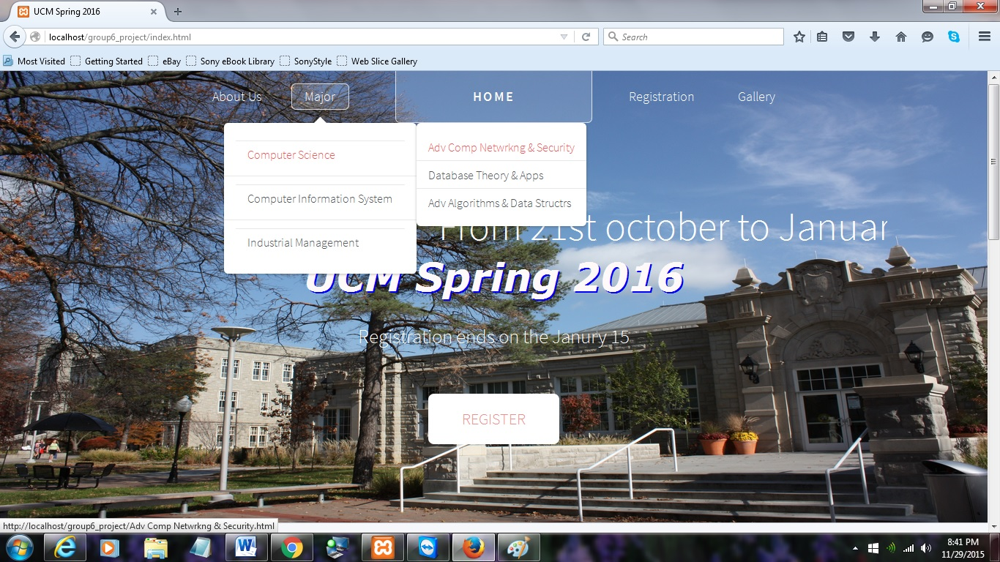 UCM Spring 2016
localhost/group6_project/index.html
Search
Most Visited Getting Started eBay Sony eBook Library SonyStyle Web Slice Gallery
About Us Major HOME Registration Gallery
Computer Science
Computer Information System
Industrial Management
Adv Comp Netwrkng & Security
Database Theory & Apps
Adv Algorithms & Data Structrs
From 21st october to Januar
UCM Spring 2016
Registration ends on the Janury 15
REGISTER
http://localhost/group6_project/Adv Comp Netwrkng & Security.html
8:41 PM
11/29/2015